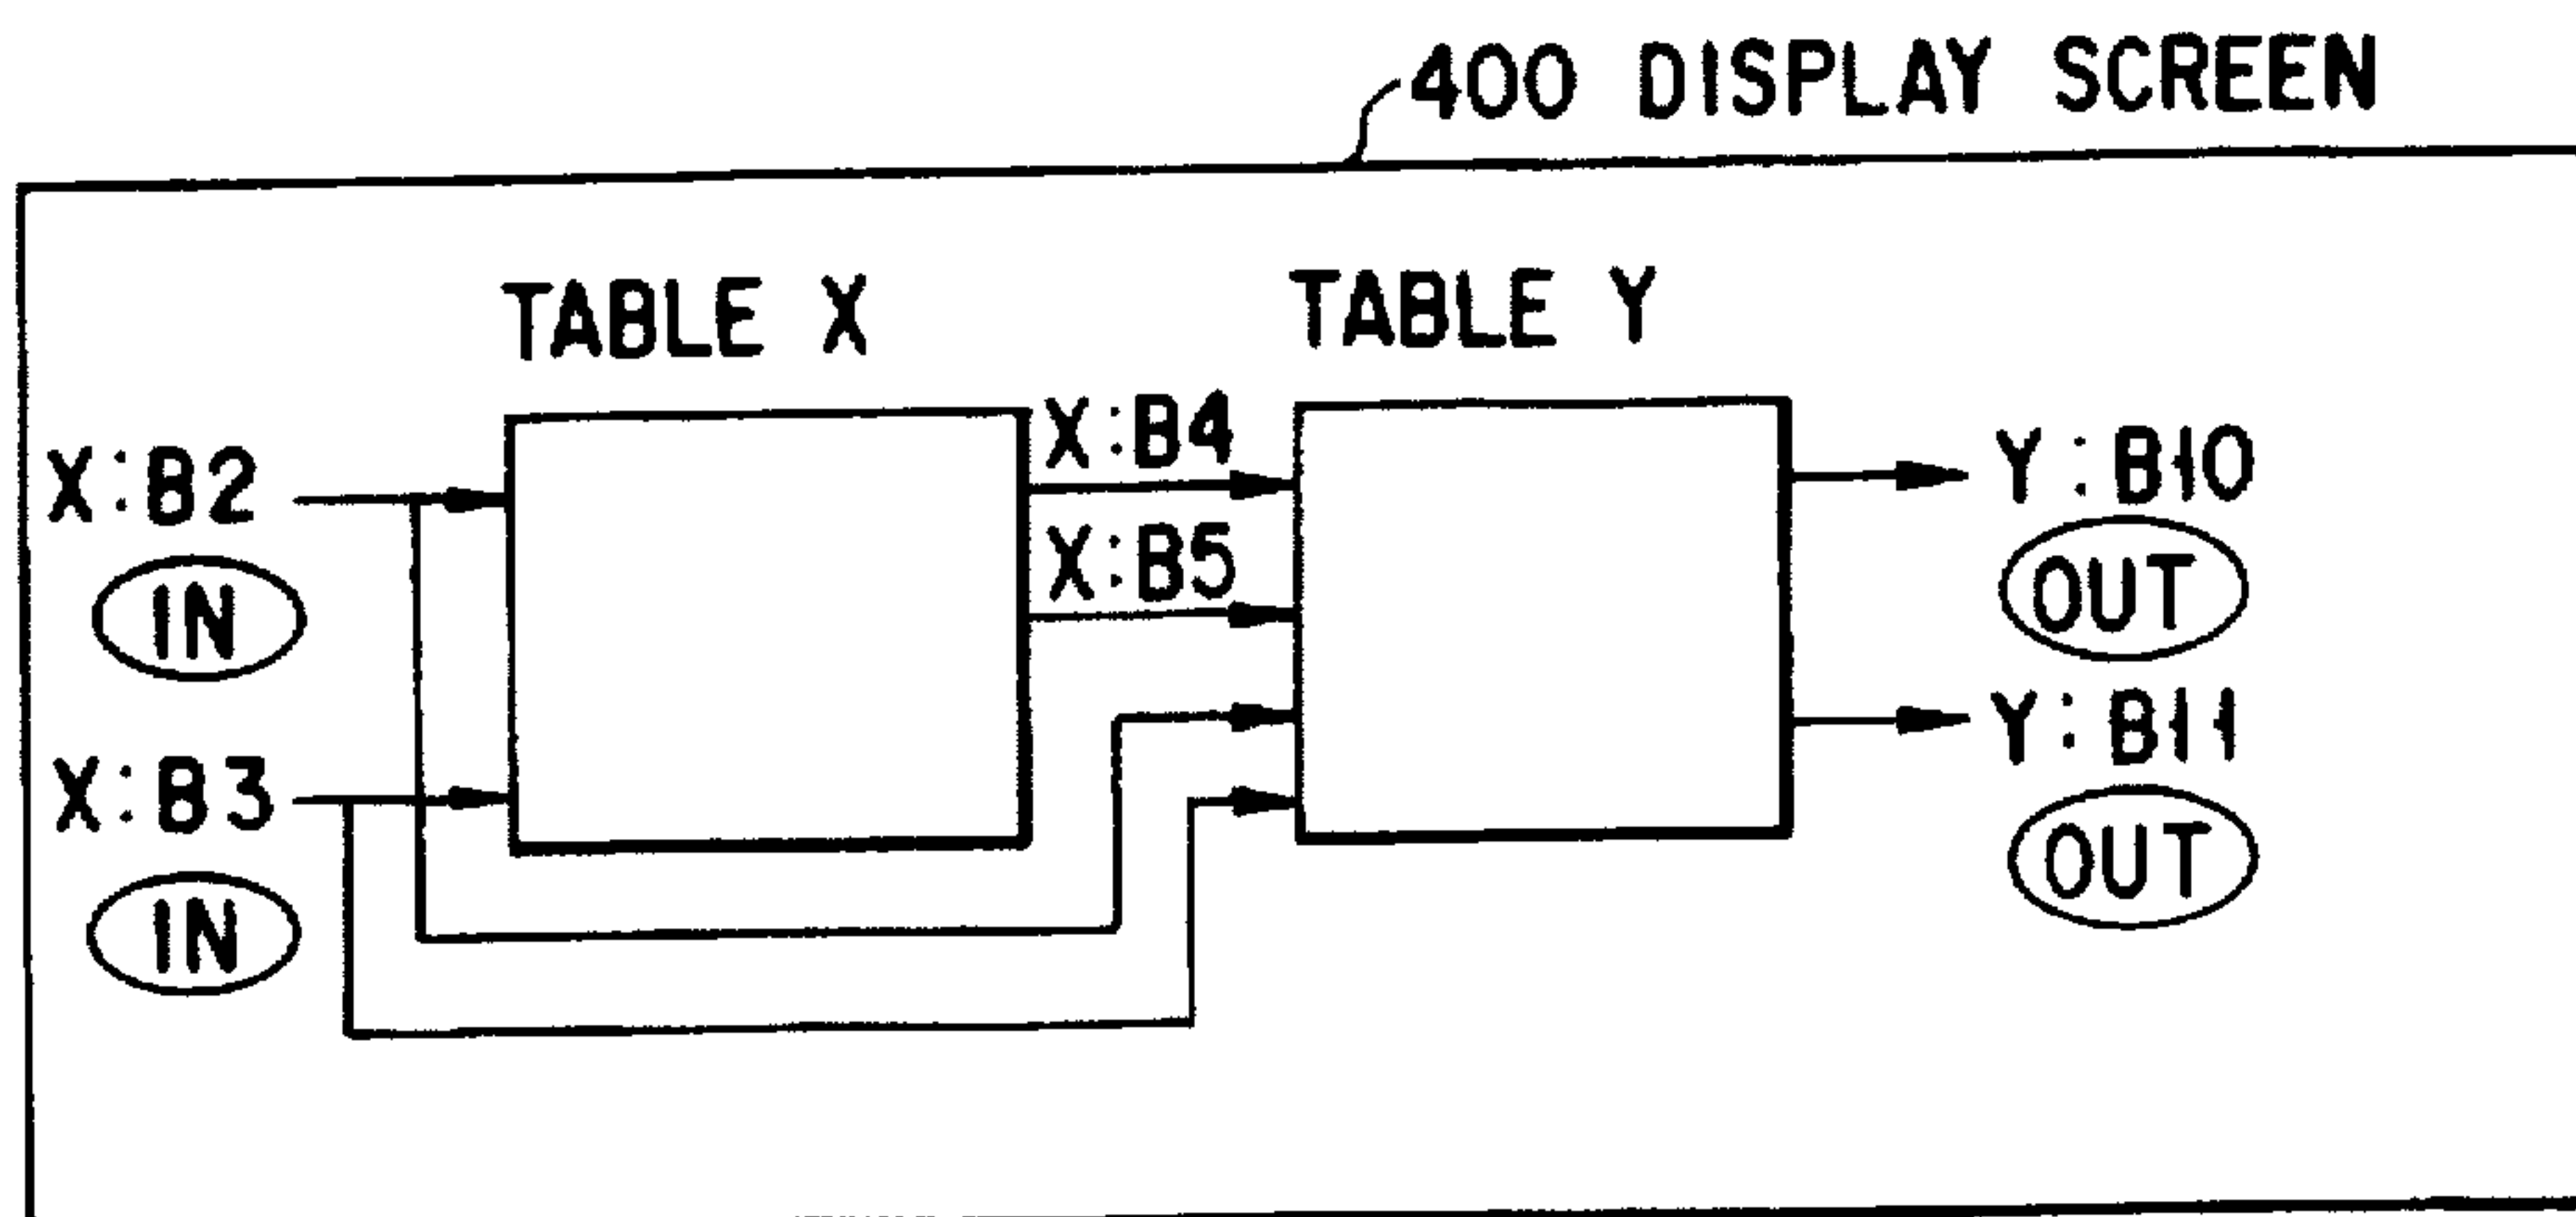 400 DISPLAY SCREEN
TABLE X
TABLE Y
X:B2
IN
X:B3
IN
X:B4
X:B5
Y:B10
OUT
Y:B11
OUT